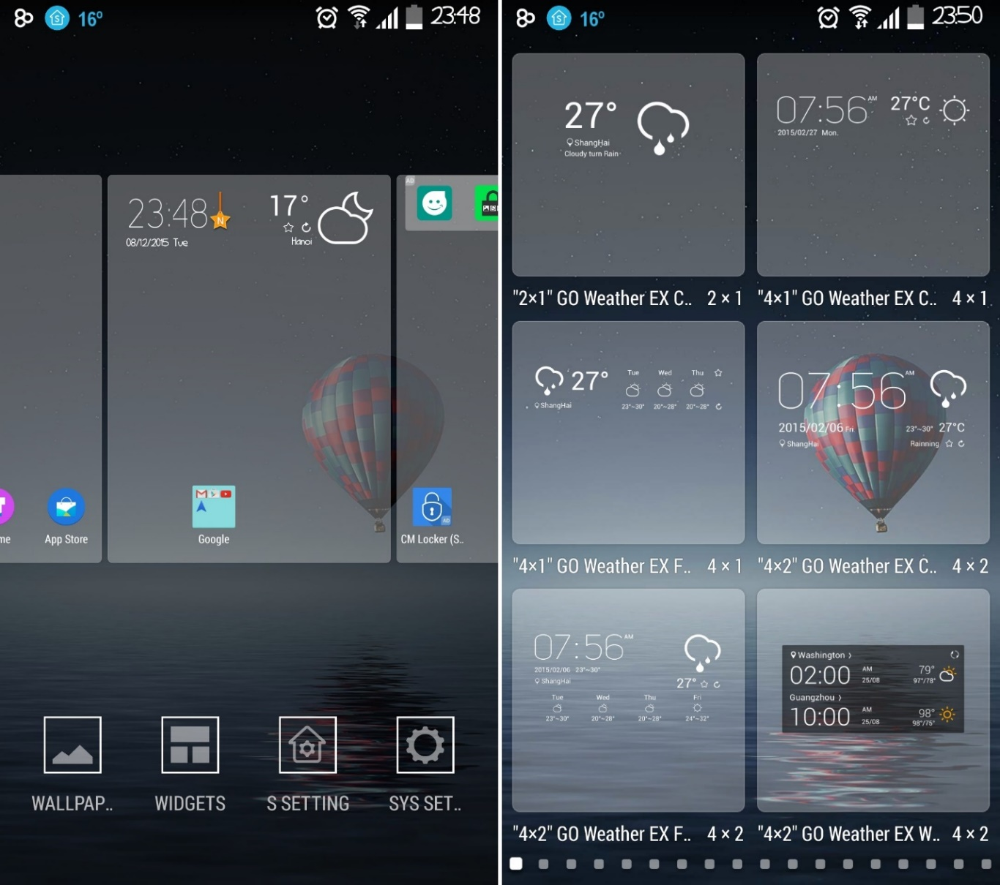 16°
23:48
23:48
N
08/12/2015 Tue
17°
Hanoi
AD
me
App Store
Google
AD
CM Locker (S..
WALLPAP..
WIDGETS
S SETTING
SYS SET..
16°
23:50
27°
ShangHai
Cloudy turn Rain
"2×1" GO Weather EX C.. 2 × 1
07:56 AM
27°C
2015/02/27 Mon.
"4×1" GO Weather EX C.. 4 × 1
27°
ShangHai
Tue Wed Thu
23°~30° 20°~28° 20°~28°
"4×1" GO Weather EX F.. 4 × 1
07:56 AM
2015/02/06 Fri
23°~30° 27°C
ShangHai
Rainning
"4×2" GO Weather EX C.. 4 × 2
07:56 AM
2015/02/06 23°~30°
ShangHai
27°
Tue Wed Thu Fri
23°~30° 20°~28° 20°~28° 24°~32°
"4×2" GO Weather EX F.. 4 × 2
Washington
02:00 AM 25/08 79° 97°/78°
Guangzhou
10:00 AM 25/08 98° 98°/75°
"4×2" GO Weather EX W.. 4 × 2